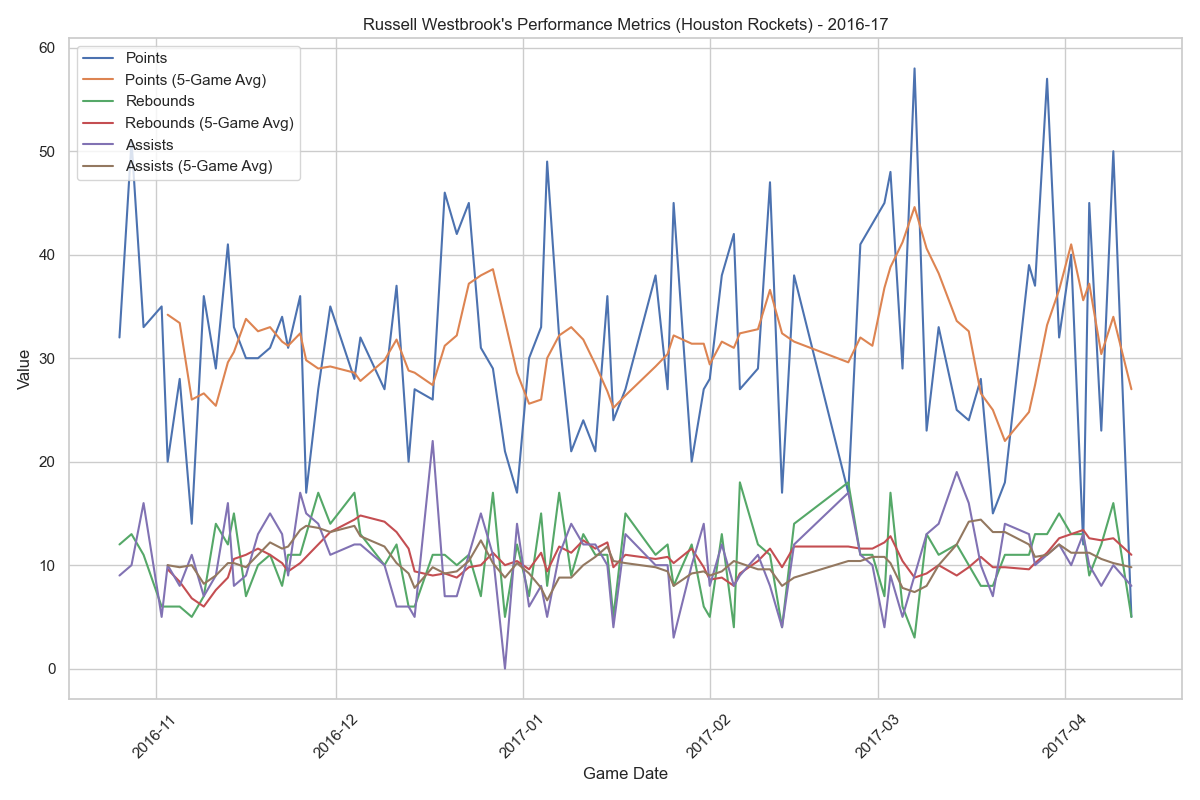 Russell Westbrook's Performance Metrics (Houston Rockets) - 2016-17
60
50
40
30
20
10
0
Value
Points
Points (5-Game Avg)
Rebounds
Rebounds (5-Game Avg)
Assists
Assists (5-Game Avg)
2016-11
2016-12
2017-01
2017-02
2017-03
2017-04
Game Date